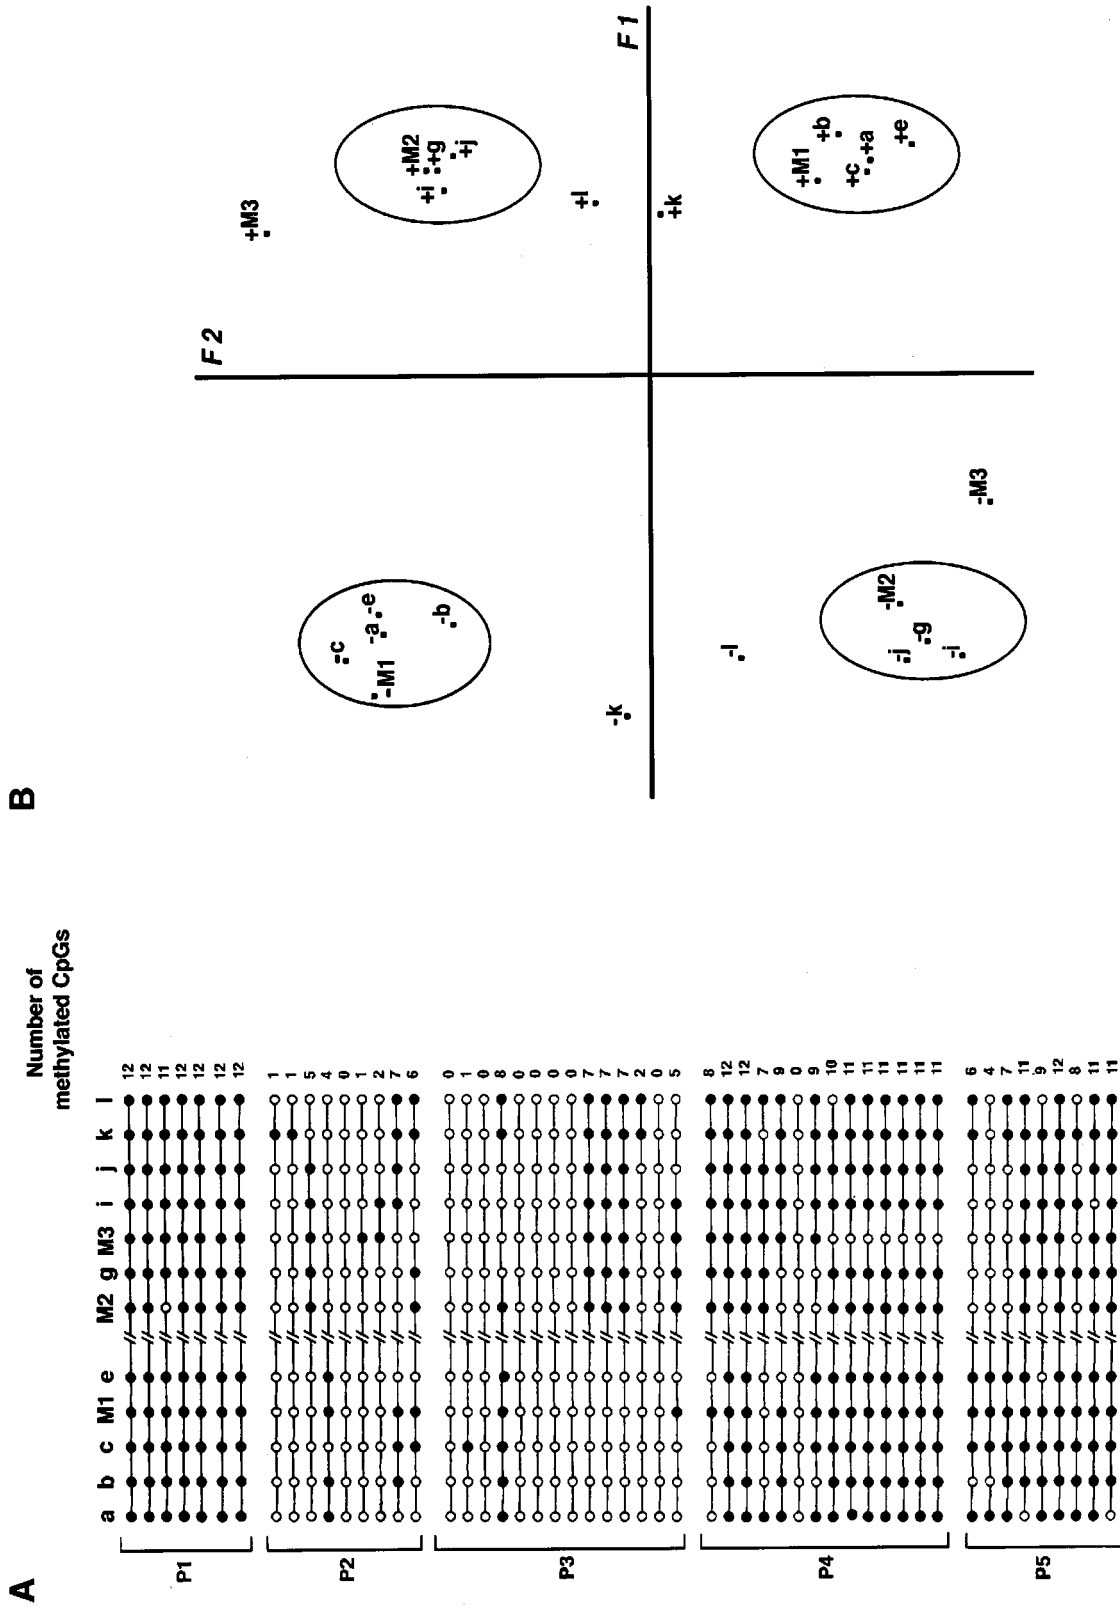 A
Number of
methylated CpGs
a b c M1 e M2 g M3 i j k l
P1
12
12
11
12
12
12
12
P2
1
1
5
4
0
1
2
7
6
P3
0
1
0
8
0
0
0
0
7
7
7
2
0
5
P4
8
12
12
7
9
0
9
10
11
11
11
11
11
11
P5
6
4
7
11
9
12
8
11
11
B
F2
F1
+M3
+M2
+i
+g
+j
+l
+k
+M1
+b
+c
+a
+e
-c
-e
-a
-M1
-b
-k
-l
-M2
-j
-g
-i
-M3